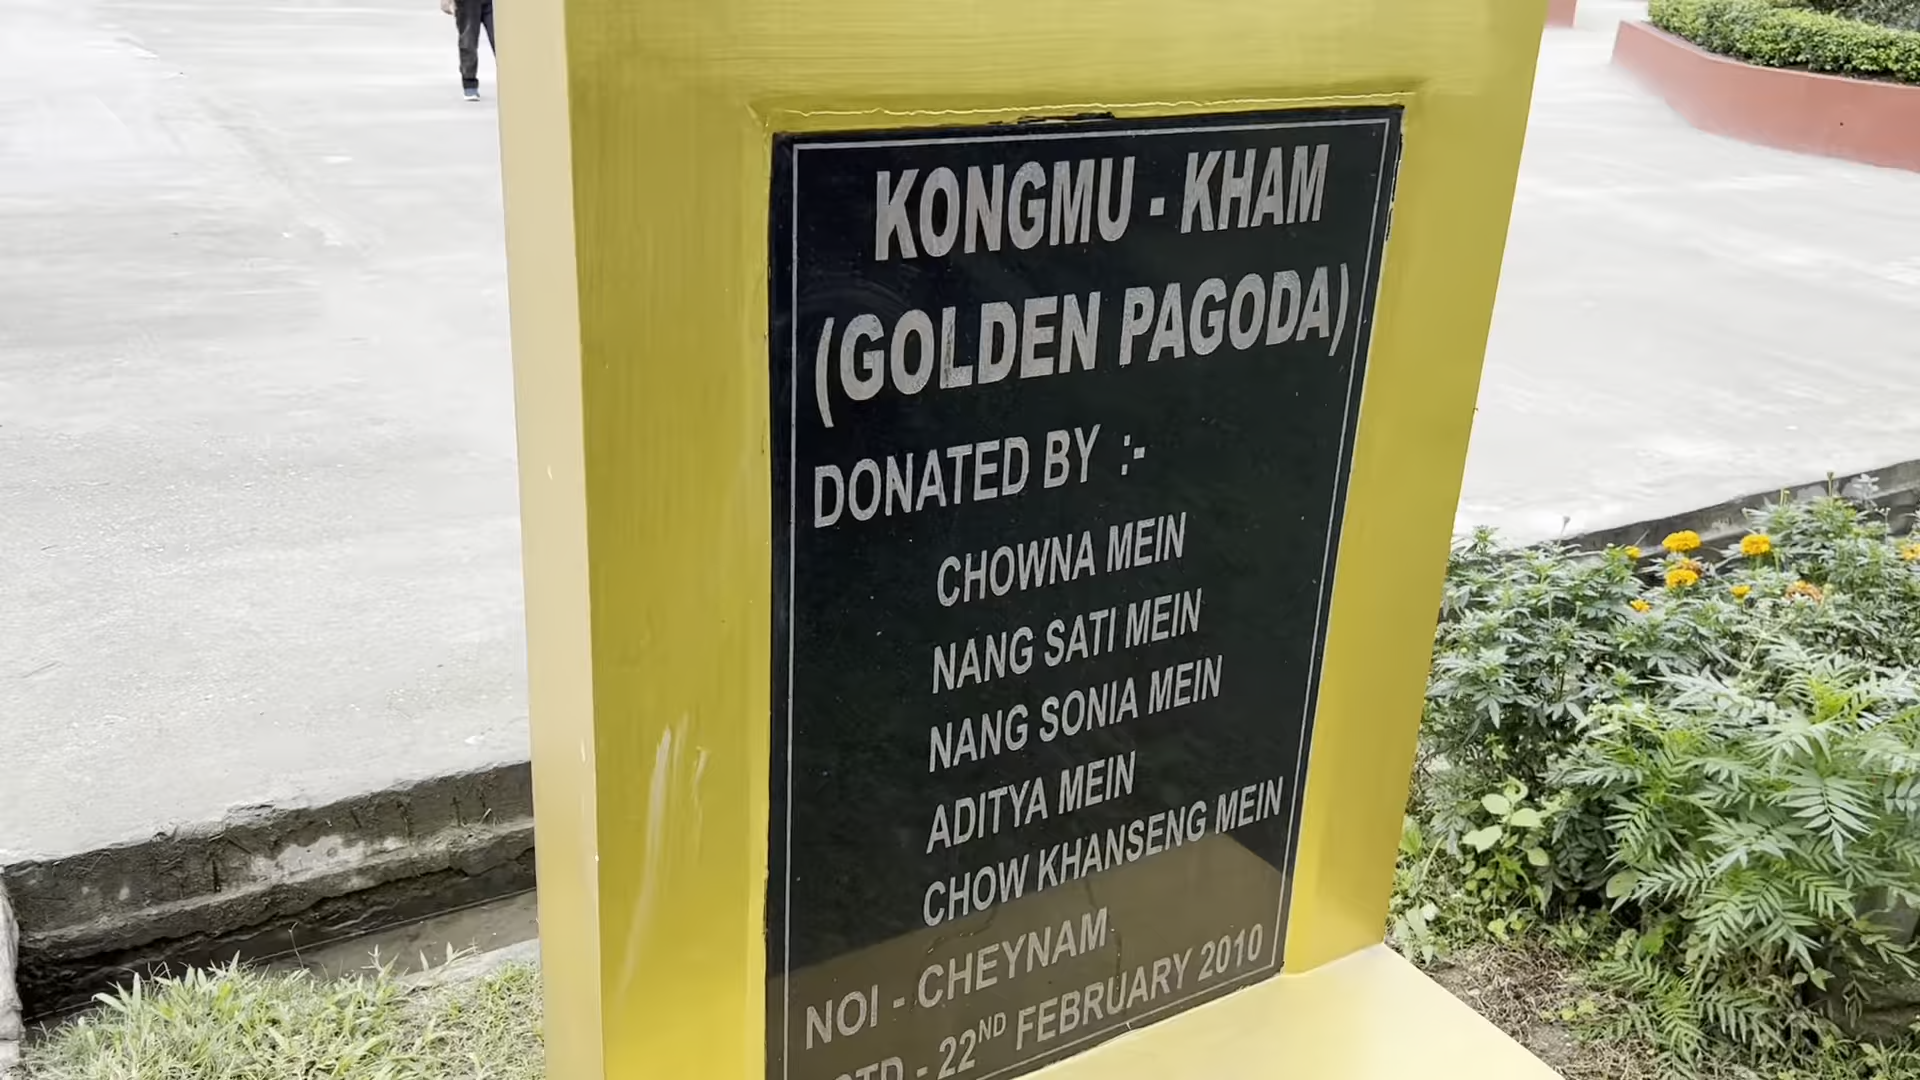 KONGMU - KHAM
(GOLDEN PAGODA)
DONATED BY :-
CHOWNA MEIN
NANG SATI MEIN
NANG SONIA MEIN
ADITYA MEIN
CHOW KHANSENG MEIN
NOI - CHEYNAM
- 22ND FEBRUARY 2010